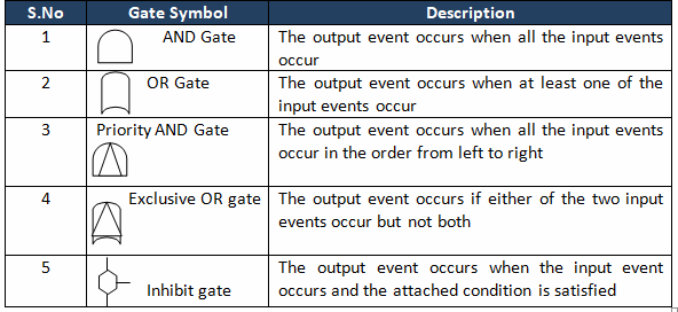 S.No Gate Symbol Description
1 AND Gate The output event occurs when all the input events
occur
2 OR Gate The output event occurs when at least one of the
input events occur
3 Priority AND Gate The output event occurs when all the input events
occur in the order from left to right
4 Exclusive OR gate The output event occurs if either of the two input
events occur but not both
5 Inhibit gate The output event occurs when the input event
occurs and the attached condition is satisfied